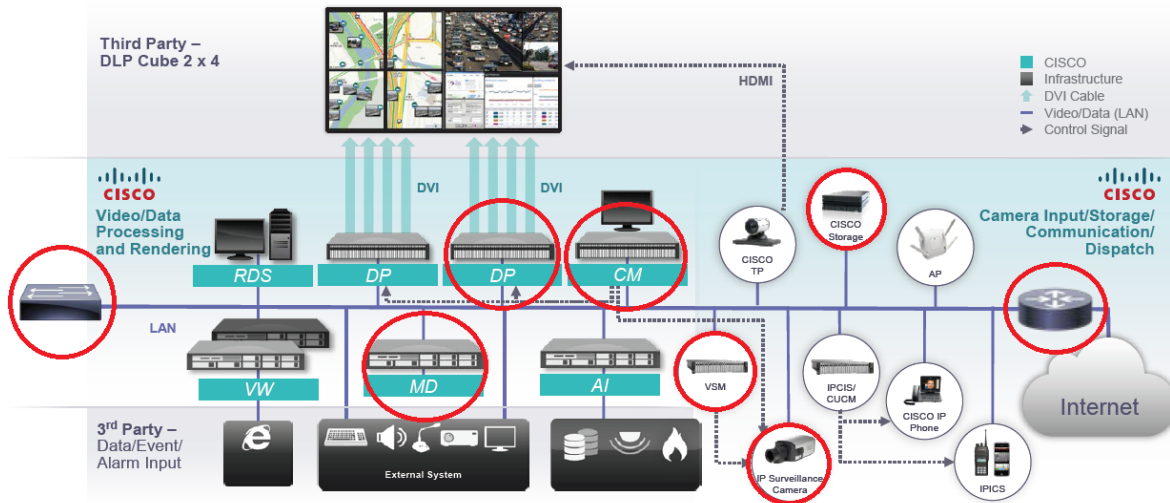 Third Party –
DLP Cube 2 x 4
HDMI
CISCO
Infrastructure
DVI Cable
Video/Data (LAN)
Control Signal
CISCO
Video/Data
Processing
and Rendering
DVI
DVI
CISCO
Camera Input/Storage/
Communication/
Dispatch
RDS
DP
DP
CM
CISCO
TP
CISCO
Storage
AP
LAN
VW
MD
AI
VSM
IPCIS/
CUCM
CISCO IP
Phone
Internet
3rd Party –
Data/Event/
Alarm Input
External System
IP Surveillance
Camera
IPICS